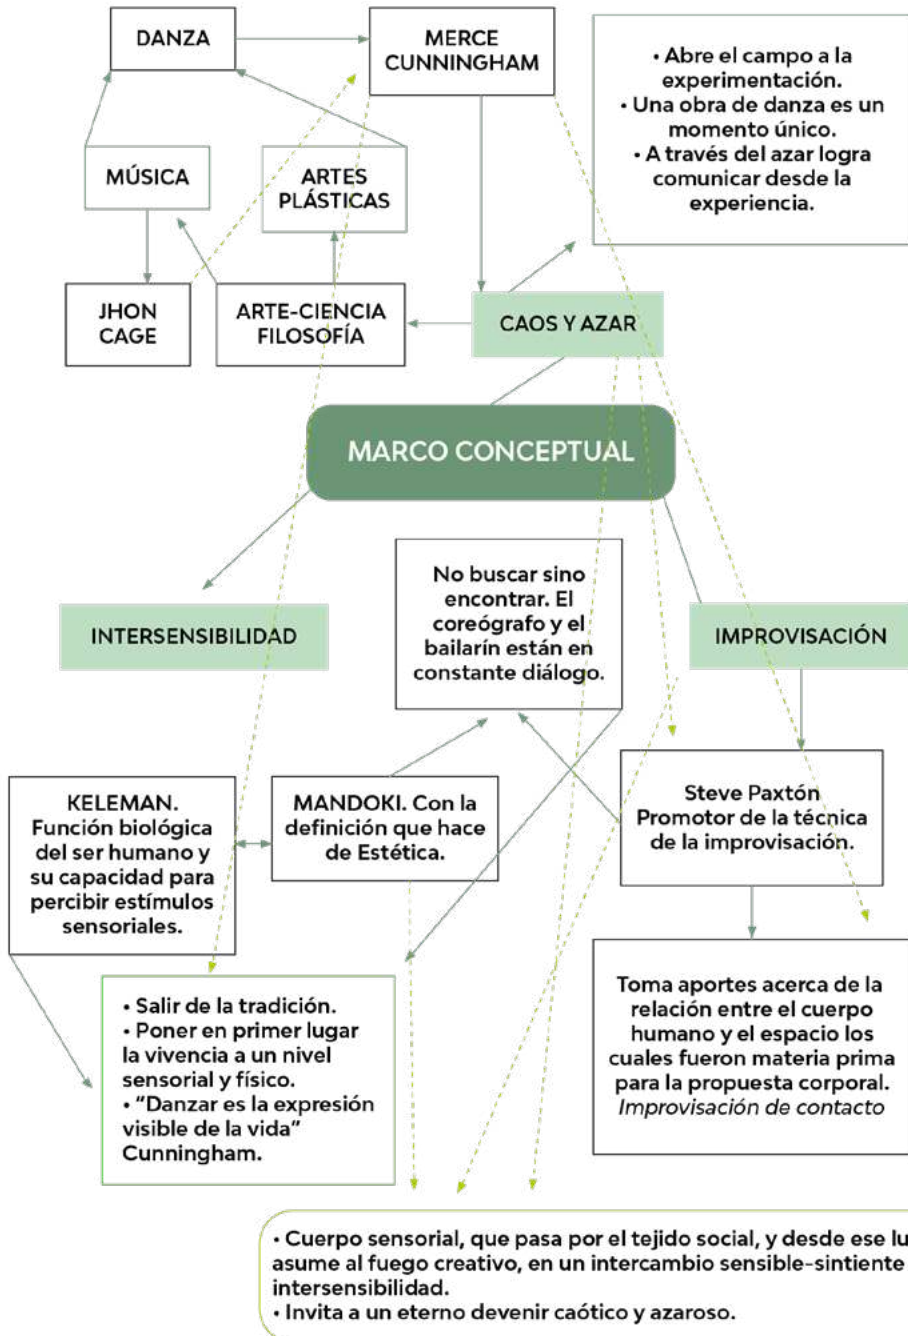 DANZA
MERCE
CUNNINGHAM
• Abre el campo a la
experimentación.
• Una obra de danza es un
momento único.
• A través del azar logra
comunicar desde la
experiencia.
MÚSICA
ARTES
PLÁSTICAS
JHON
CAGE
ARTE-CIENCIA
FILOSOFÍA
CAOS Y AZAR
MARCO CONCEPTUAL
INTERSENSIBILIDAD
No buscar sino
encontrar. El
coreógrafo y el
bailarín están en
constante diálogo.
IMPROVISACIÓN
KELEMAN.
Función biológica
del ser humano y
su capacidad para
percibir estímulos
sensoriales.
MANDOKI. Con la
definición que hace
de Estética.
Steve Paxtón
Promotor de la técnica
de la improvisación.
• Salir de la tradición.
• Poner en primer lugar
la vivencia a un nivel
sensorial y físico.
• “Danzar es la expresión
visible de la vida”
Cunningham.
Toma aportes acerca de la
relación entre el cuerpo
humano y el espacio los
cuales fueron materia prima
para la propuesta corporal.
Improvisación de contacto
• Cuerpo sensorial, que pasa por el tejido social, y desde ese lu
asume al fuego creativo, en un intercambio sensible-sintiente
intersensibilidad.
• Invita a un eterno devenir caótico y azaroso.